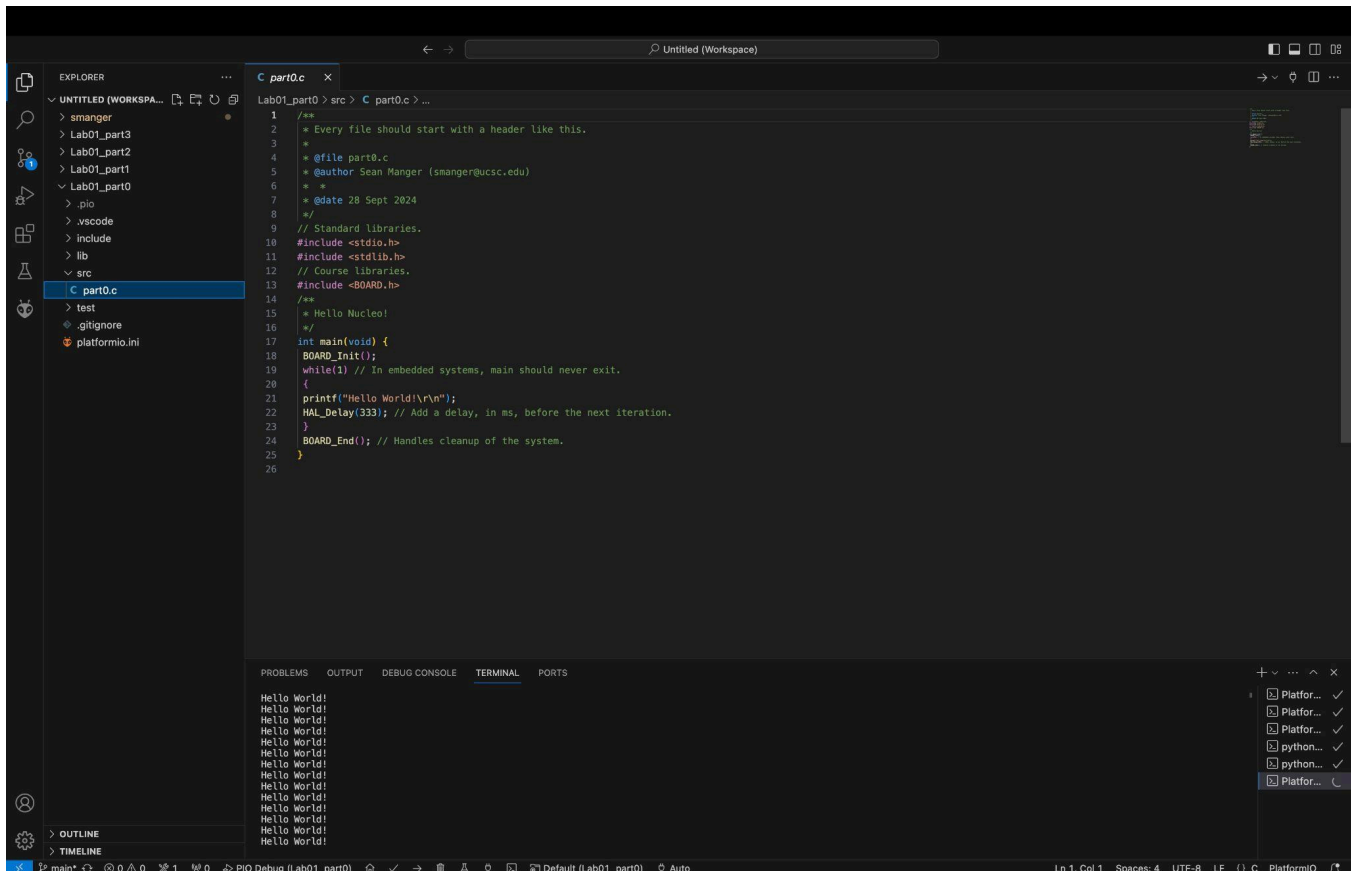 Untitled (Workspace)
EXPLORER
UNTITLED (WORKSPA...
smanger
Lab01_part3
Lab01_part2
Lab01_part1
Lab01_part0
.pio
.vscode
include
lib
src
C part0.c
test
.gitignore
platformio.ini
OUTLINE
TIMELINE
C part0.c
Lab01_part0 > src > C part0.c > ...
1 /**
2 * Every file should start with a header like this.
3 *
4 * @file part0.c
5 * @author Sean Manger (smanger@ucsc.edu)
6 * *
7 * @date 28 Sept 2024
8 */
9 // Standard libraries.
10 #include <stdio.h>
11 #include <stdlib.h>
12 // Course libraries.
13 #include <BOARD.h>
14 /**
15 * Hello Nucleo!
16 */
17 int main(void) {
18 BOARD_Init();
19 while(1) // In embedded systems, main should never exit.
20 {
21 printf("Hello World!\r\n");
22 HAL_Delay(333); // Add a delay, in ms, before the next iteration.
23 }
24 BOARD_End(); // Handles cleanup of the system.
25 }
26
PROBLEMS OUTPUT DEBUG CONSOLE TERMINAL PORTS
Hello World!
Hello World!
Hello World!
Hello World!
Hello World!
Hello World!
Hello World!
Hello World!
Hello World!
Hello World!
Hello World!
Hello World!
Hello World!
Hello World!
Platfor...
Platfor...
Platfor...
python...
python...
Platfor...
1
main* 0 0 1 0 PIO Debug (Lab01_part0) Default (Lab01_part0) Auto Ln 1, Col 1 Spaces: 4 UTF-8 LF {} C PlatformIO